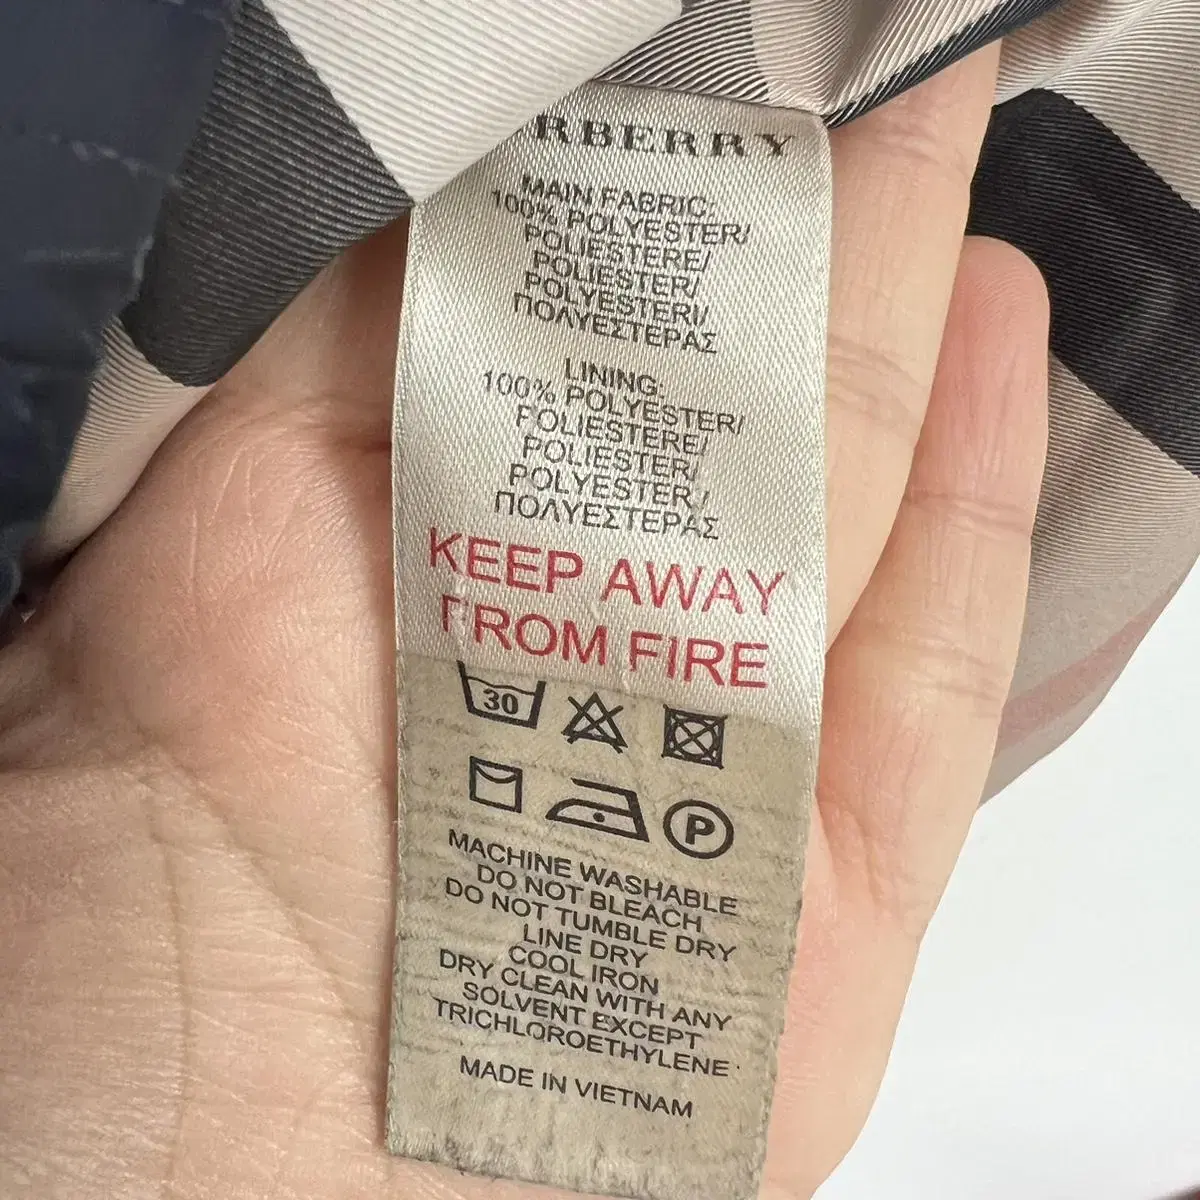 RBERRY
MAIN FABRIC:
100% POLYESTER/
POLIESTERE/
POLIESTER/
POLYESTERI/
ΠΟΛΥΕΣΤΕΡΑΣ
LINING:
100% POLYESTER/
POLIESTERE/
POLIESTER/
POLYESTER/
ΠΟΛΥΕΣΤΕΡΑΣ
KEEP AWAY
FROM FIRE
30
P
MACHINE WASHABLE
DO NOT BLEACH
DO NOT TUMBLE DRY
LINE DRY
COOL IRON
DRY CLEAN WITH ANY
SOLVENT EXCEPT
TRICHLOROETHYLENE
MADE IN VIETNAM